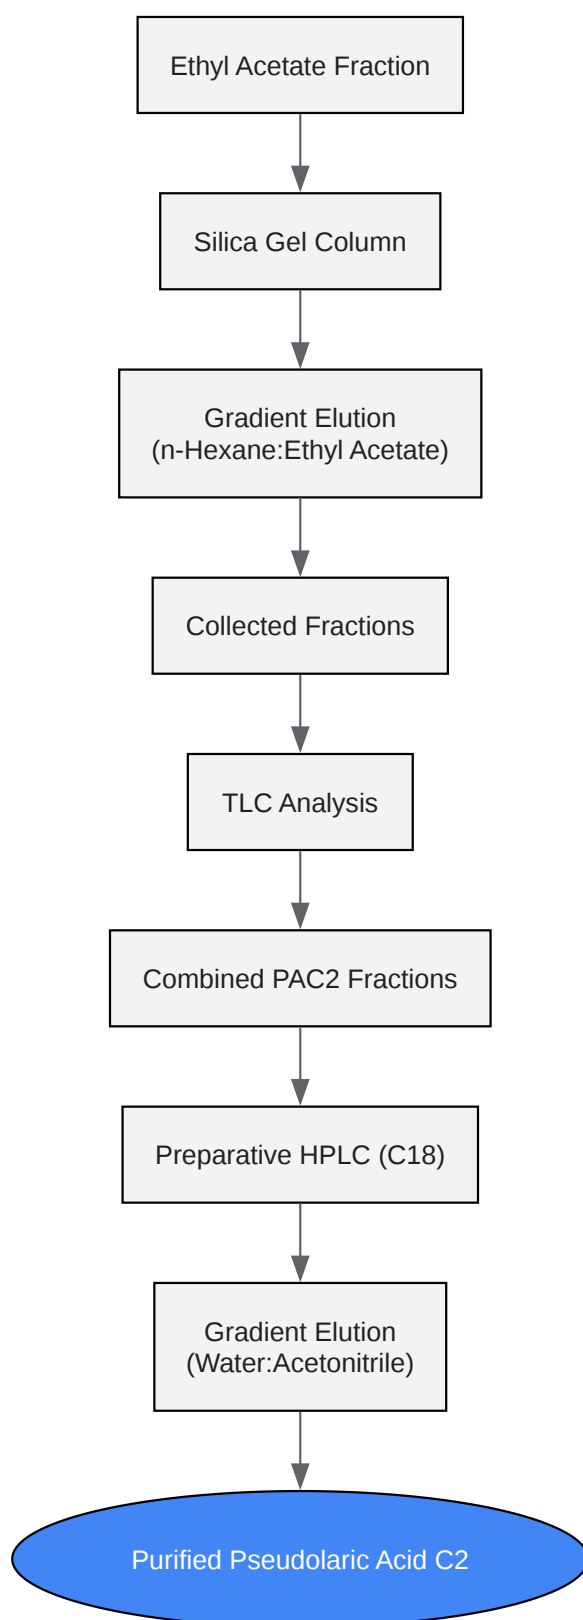 Ethyl Acetate Fraction
Silica Gel Column
Gradient Elution
(n-Hexane:Ethyl Acetate)
Collected Fractions
TLC Analysis
Combined PAC2 Fractions
Preparative HPLC (C18)
Gradient Elution
(Water:Acetonitrile)
Purified Pseudolaric Acid C2